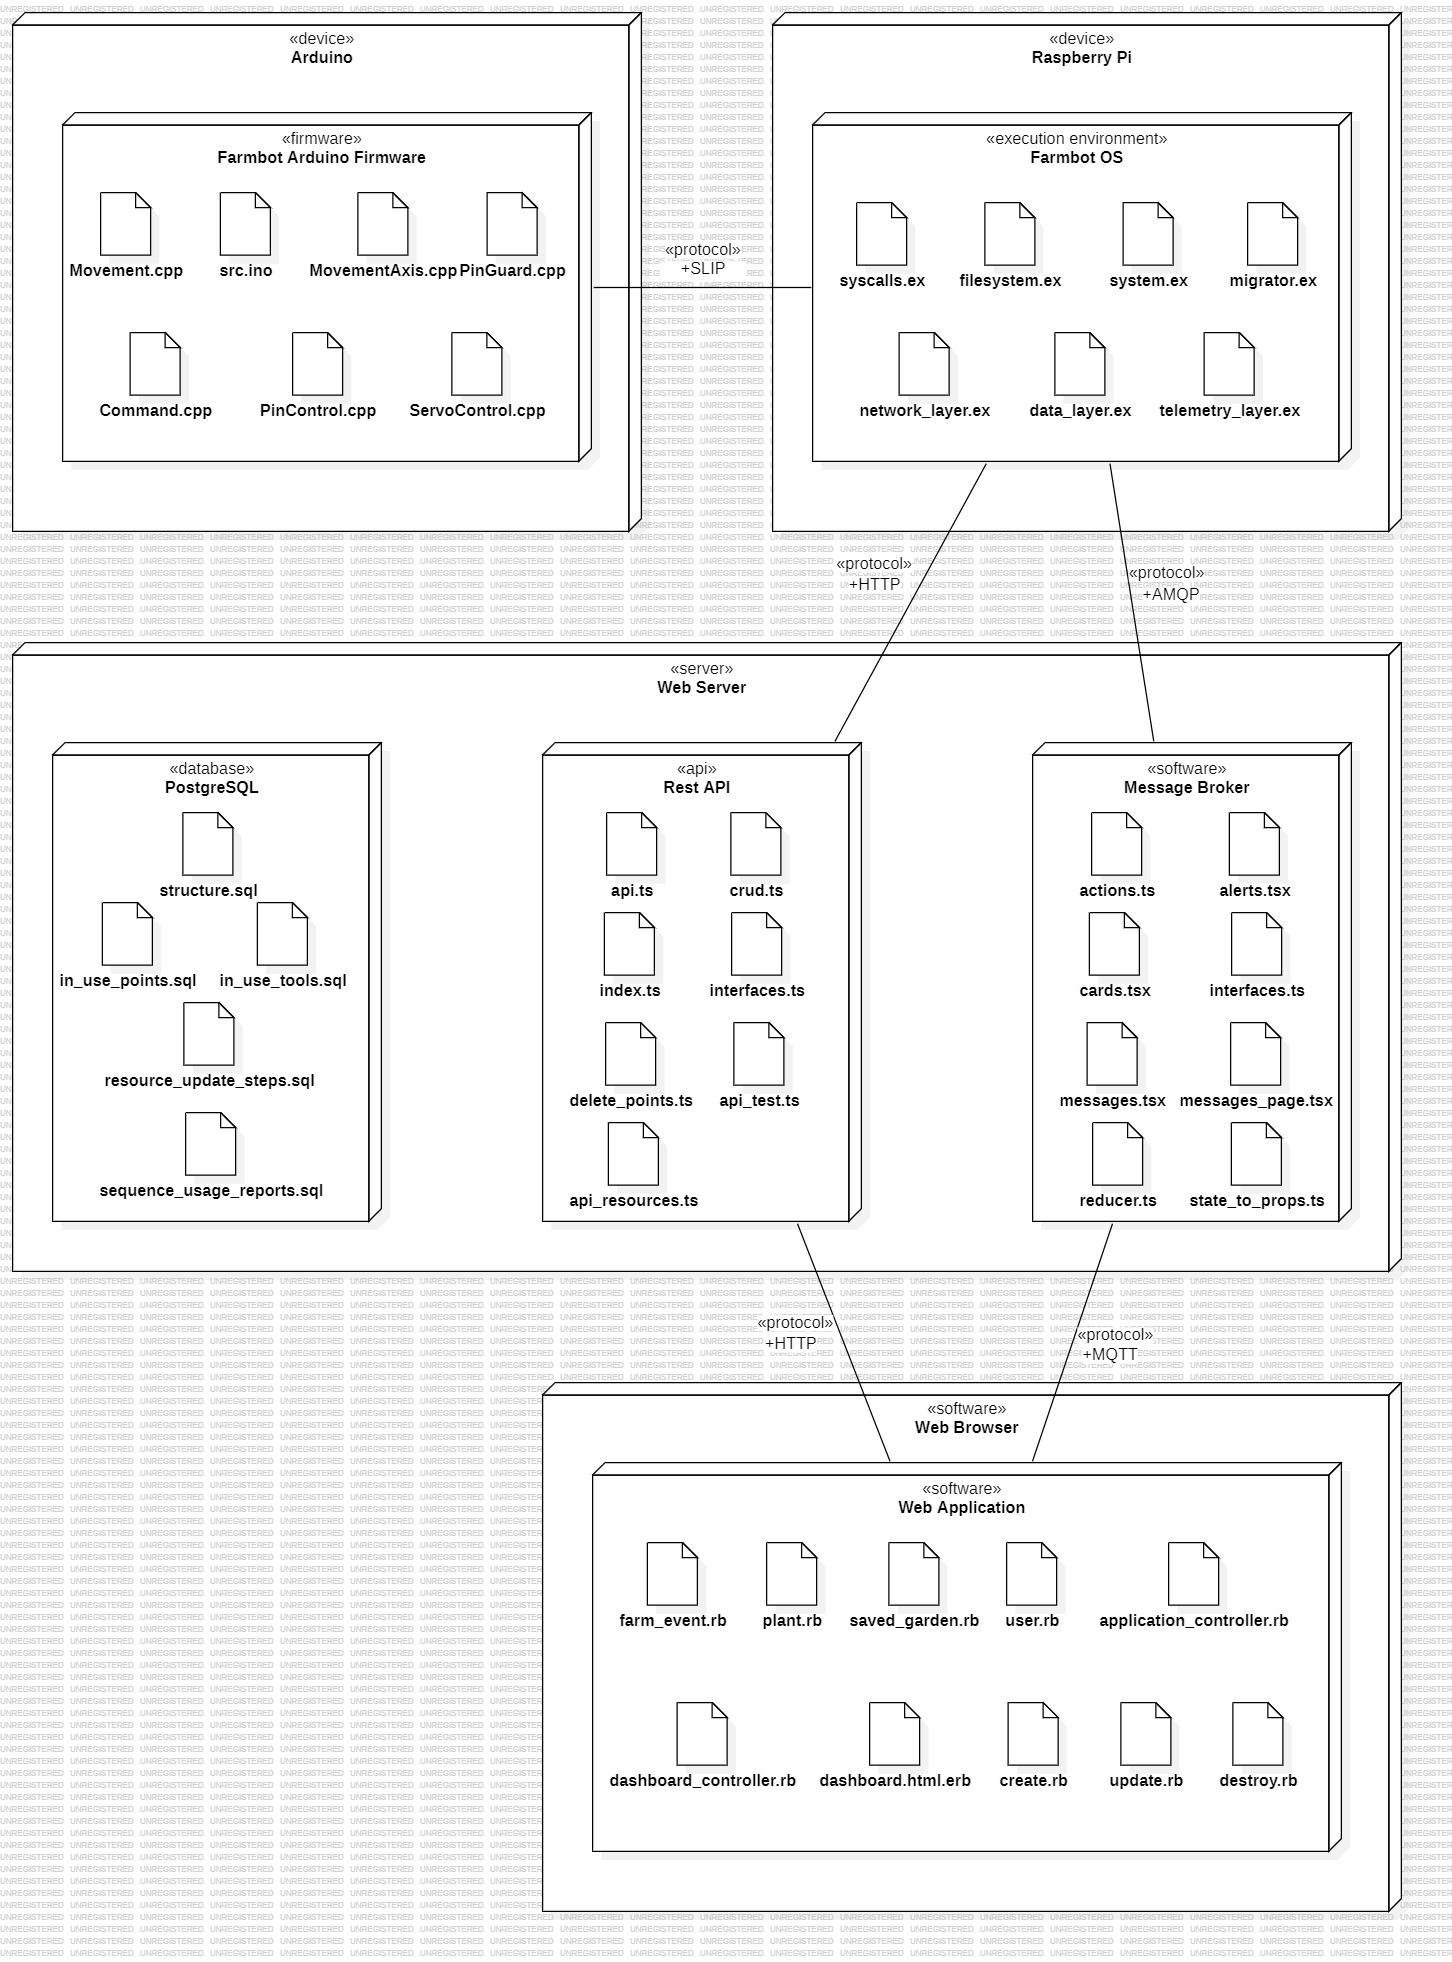 «device»
Arduino
«firmware»
Farmbot Arduino Firmware
Movement.cpp
src.ino
MovementAxis.cpp
PinGuard.cpp
Command.cpp
PinControl.cpp
ServoControl.cpp
«protocol»
+SLIP
«device»
Raspberry Pi
«execution environment»
Farmbot OS
syscalls.ex
filesystem.ex
system.ex
migrator.ex
network_layer.ex
data_layer.ex
telemetry_layer.ex
«protocol»
+HTTP
«protocol»
+AMQP
«server»
Web Server
«database»
PostgreSQL
structure.sql
in_use_points.sql
in_use_tools.sql
resource_update_steps.sql
sequence_usage_reports.sql
«api»
Rest API
api.ts
crud.ts
index.ts
interfaces.ts
delete_points.ts
api_test.ts
api_resources.ts
«software»
Message Broker
actions.ts
alerts.tsx
cards.tsx
interfaces.ts
messages.tsx
messages_page.tsx
reducer.ts
state_to_props.ts
«protocol»
+HTTP
«protocol»
+MQTT
«software»
Web Browser
«software»
Web Application
farm_event.rb
plant.rb
saved_garden.rb
user.rb
application_controller.rb
dashboard_controller.rb
dashboard.html.erb
create.rb
update.rb
destroy.rb
UNREGISTERED